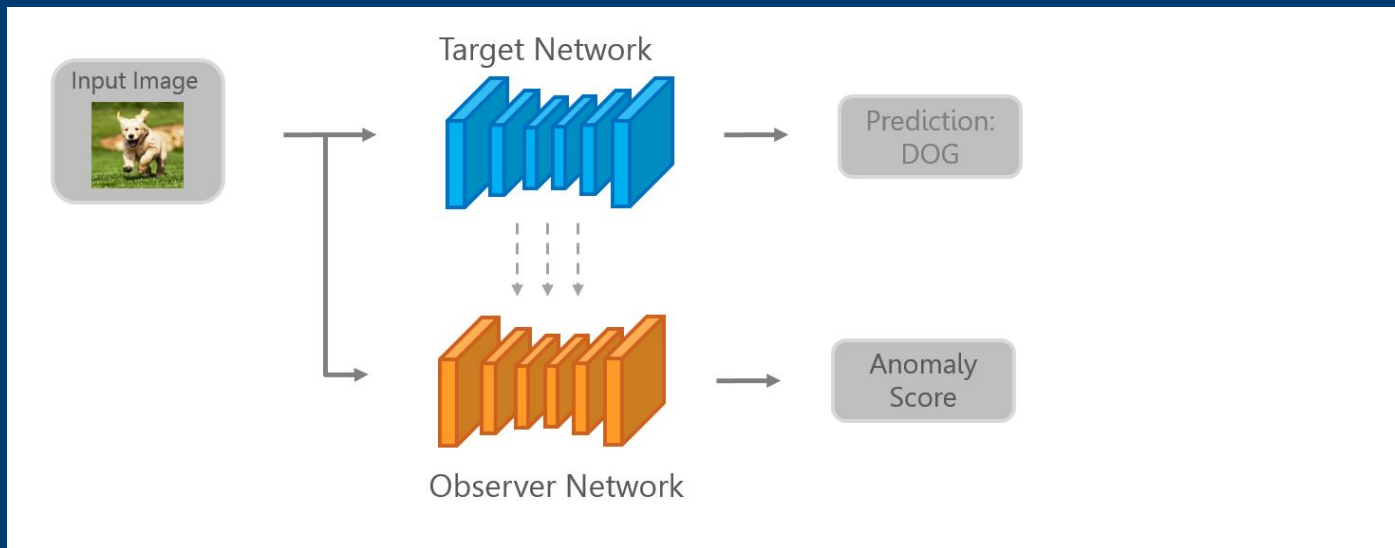 Target Network
Input Image
Prediction:
DOG
Anomaly
Score
Observer Network